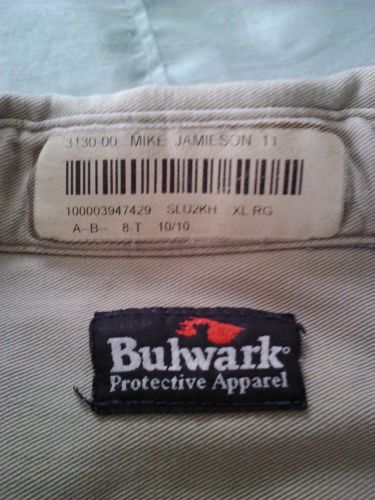 3130-00 MIKE JAMIESON 11
100003947429 SLU2KH XL RG
A--B-- 8-T 10/10
Bulwark®
Protective Apparel